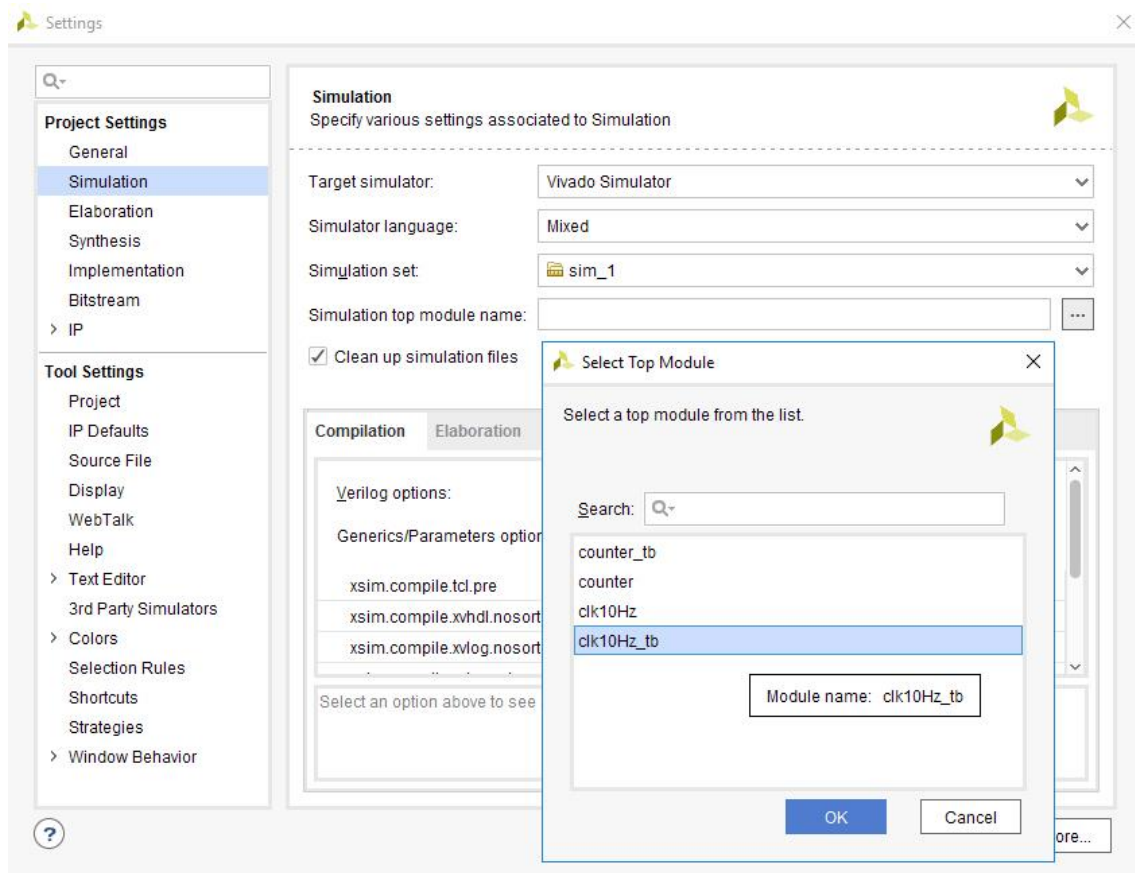 Settings
Project Settings
General
Simulation
Elaboration
Synthesis
Implementation
Bitstream
IP
Tool Settings
Project
IP Defaults
Source File
Display
WebTalk
Help
Text Editor
3rd Party Simulators
Colors
Selection Rules
Shortcuts
Strategies
Window Behavior
Simulation
Specify various settings associated to Simulation
Target simulator: Vivado Simulator
Simulator language: Mixed
Simulation set: sim_1
Simulation top module name: ...
Clean up simulation files
Compilation Elaboration
Verilog options:
Generics/Parameters option
xsim.compile.tcl.pre
xsim.compile.xvhdl.nosort
xsim.compile.xvlog.nosort
Select an option above to see
Select Top Module
Select a top module from the list.
Search:
counter_tb
counter
clk10Hz
clk10Hz_tb
Module name: clk10Hz_tb
OK Cancel
? ore...